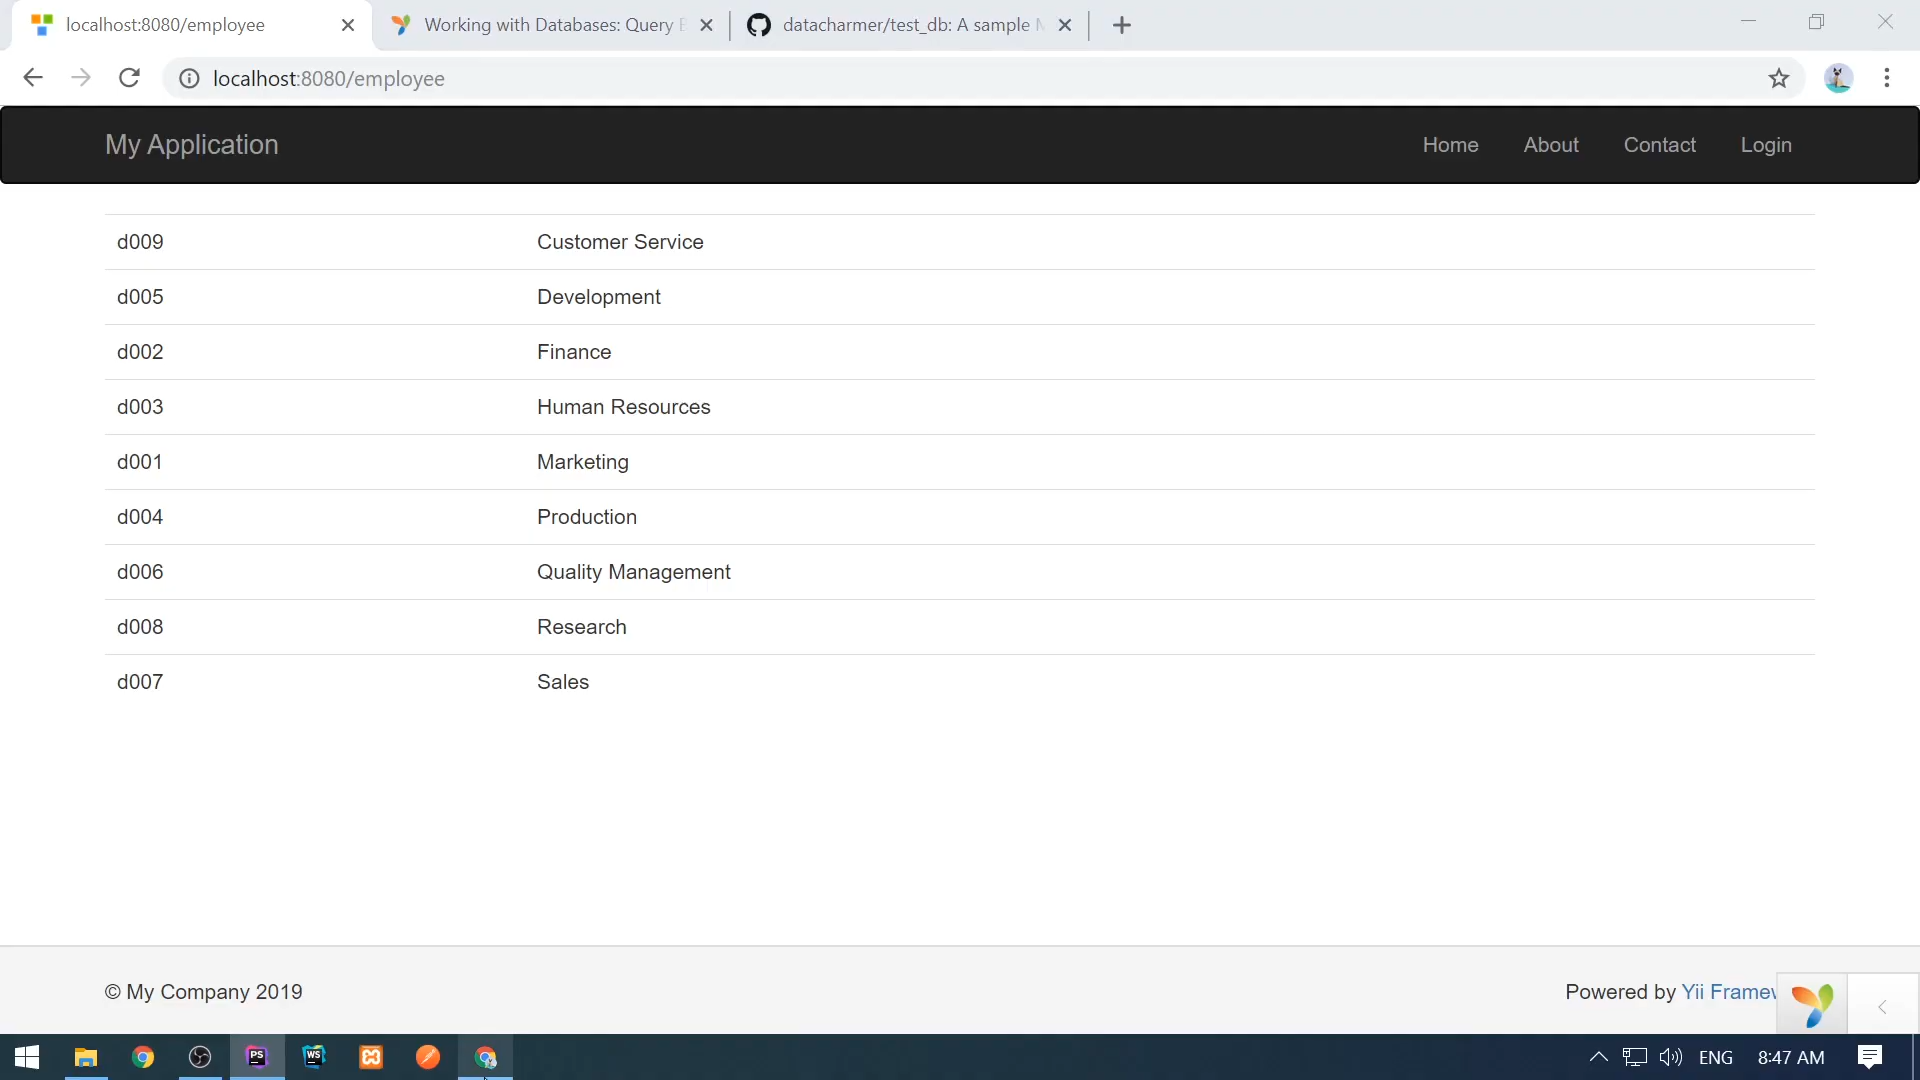 localhost:8080/employee
Working with Databases: Query
datacharmer/test_db: A sample
localhost:8080/employee
My Application
Home About Contact Login
d009 Customer Service
d005 Development
d002 Finance
d003 Human Resources
d001 Marketing
d004 Production
d006 Quality Management
d008 Research
d007 Sales
© My Company 2019
Powered by Yii
PS
WS
ENG
8:47 AM